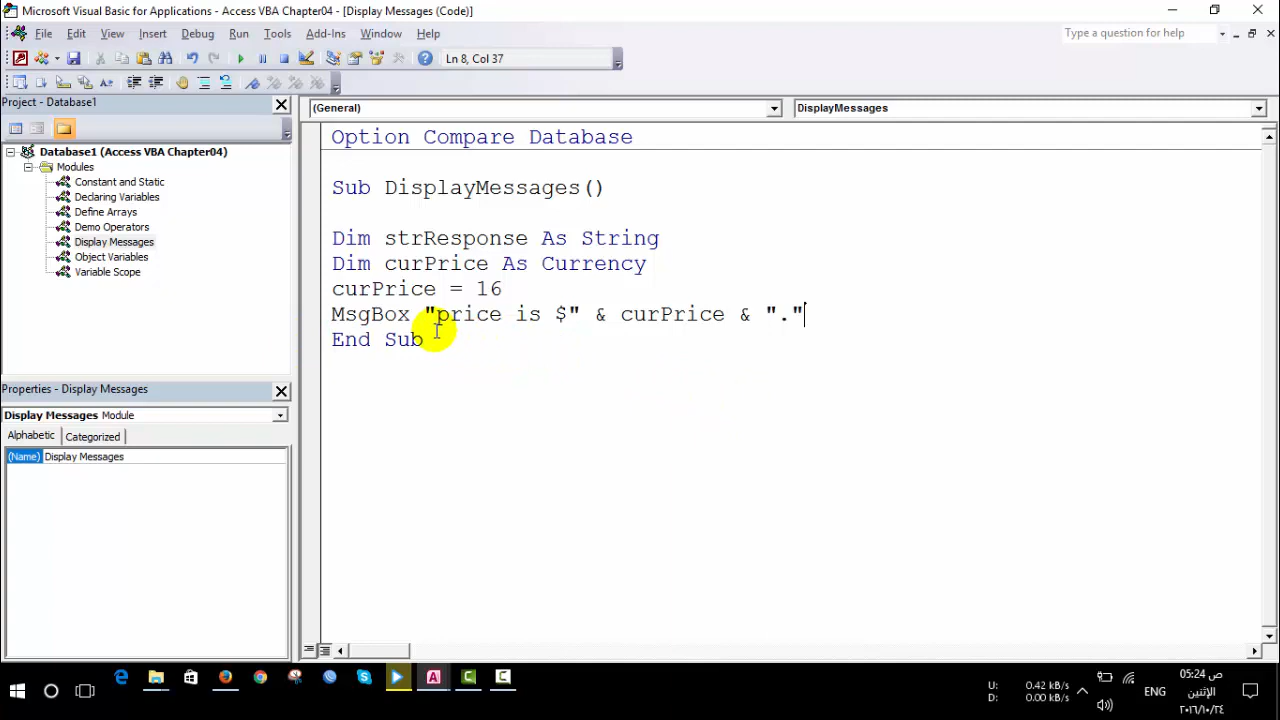 Microsoft Visual Basic for Applications - Access VBA Chapter04 - [Display Messages (Code)]
File Edit View Insert Format Debug Run Tools Add-Ins Window Help
Type a question for help
Ln 8, Col 37
Project - Database1
Database1 (Access VBA Chapter04)
Modules
Constant and Static
Declaring Variables
Define Arrays
Demo Operators
Display Messages
Object Variables
Variable Scope
Properties - Display Messages
Display Messages Module
Alphabetic Categorized
(Name) Display Messages
(General) DisplayMessages
Option Compare Database
Sub DisplayMessages()
Dim strResponse As String
Dim curPrice As Currency
curPrice = 16
MsgBox "price is $" & curPrice & "."
End Sub
U: 0.42 kB/s
D: 0.00 kB/s
ENG
05:24 ص
الإثنين
٢٠١٦/١٠/٢٤